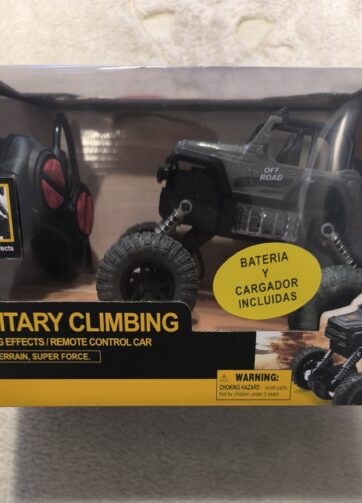 OFF
ROAD
BATERIA
Y
CARGADOR
INCLUIDAS
ITARY CLIMBING
G EFFECTS / REMOTE CONTROL CAR
ERRAIN, SUPER FORCE.
WARNING:
CHOKING HAZARD - small parts,
Not for children under 3 years.